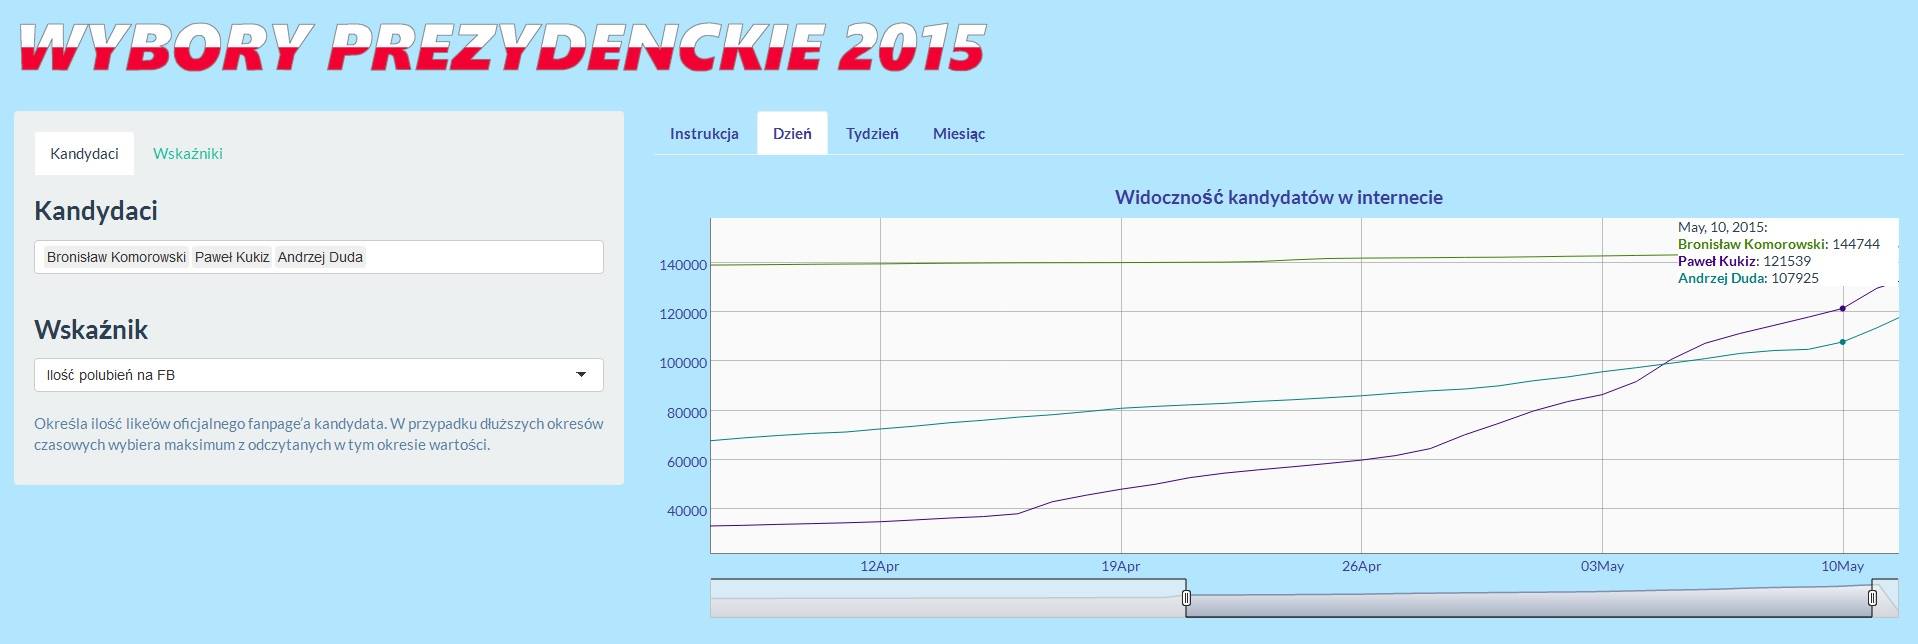 WYBORY PREZYDENCKIE 2015
Kandydaci
Wskaźniki
Kandydaci
Bronisław Komorowski Paweł Kukiz Andrzej Duda
Wskaźnik
Ilość polubień na FB
Określa ilość like'ów oficjalnego fanpage'a kandydata. W przypadku dłuższych okresów
czasowych wybiera maksimum z odczytanych w tym okresie wartości.
Instrukcja
Dzień
Tydzień
Miesiąc
Widoczność kandydatów w internecie
May, 10, 2015:
Bronisław Komorowski: 144744
Paweł Kukiz: 121539
Andrzej Duda: 107925
140000
120000
100000
80000
60000
40000
12Apr
19Apr
26Apr
03May
10May